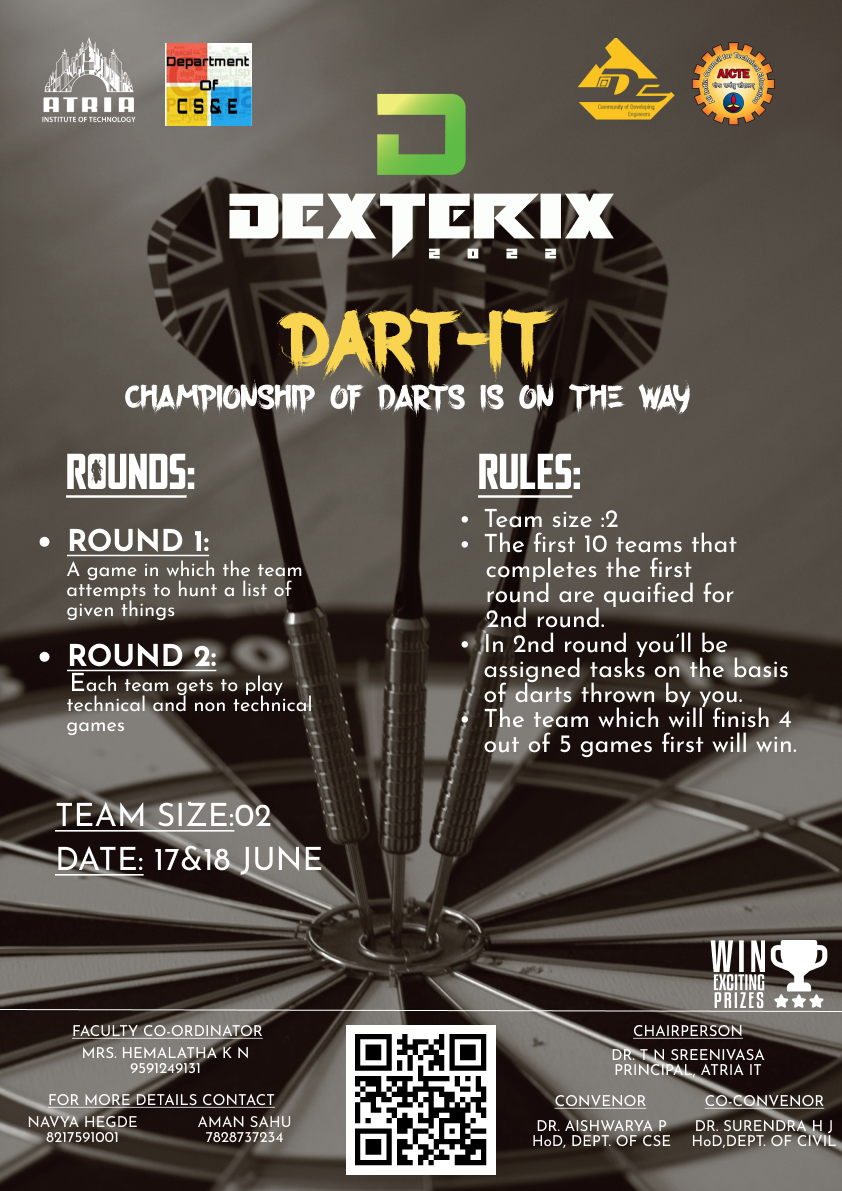 ATRIA
INSTITUTE OF TECHNOLOGY
Department
Of
CS&E
CDC
Community of Developing
Engineers
All India Council for Technical Education
AICTE
DEXTERIX
2022
DART-IT
CHAMPIONSHIP OF DARTS IS ON THE WAY
ROUNDS:
• ROUND 1:
A game in which the team
attempts to hunt a list of
given things
• ROUND 2:
Each team gets to play
technical and non technical
games
RULES:
• Team size :2
• The first 10 teams that
completes the first
round are quaified for
2nd round.
• In 2nd round you’ll be
assigned tasks on the basis
of darts thrown by you.
• The team which will finish 4
out of 5 games first will win.
TEAM SIZE:02
DATE: 17&18 JUNE
WIN
EXCITING
PRIZES
FACULTY CO-ORDINATOR
MRS. HEMALATHA K N
9591249131
FOR MORE DETAILS CONTACT
NAVYA HEGDE
8217591001
AMAN SAHU
7828737234
CHAIRPERSON
DR. T N SREENIVASA
PRINCIPAL, ATRIA IT
CONVENOR
DR. AISHWARYA P
HoD, DEPT. OF CSE
CO-CONVENOR
DR. SURENDRA H J
HoD,DEPT. OF CIVIL